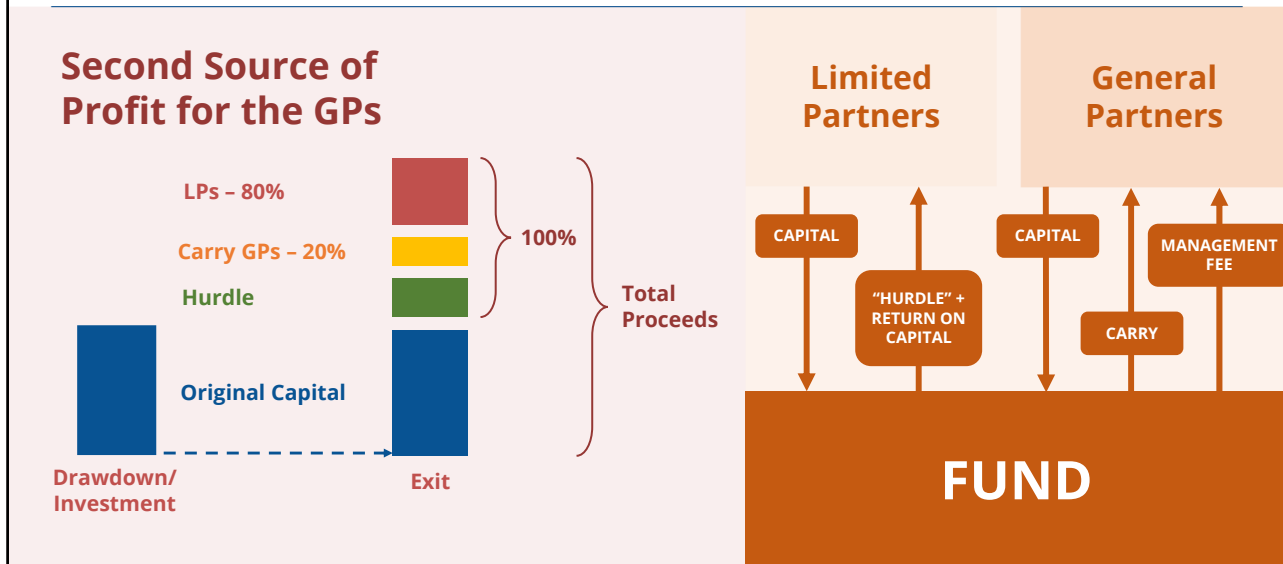 Second Source of
Profit for the GPs
LPs – 80%
Carry GPs – 20%
Hurdle
Original Capital
100%
Total
Proceeds
Drawdown/
Investment
Exit
Limited
Partners
General
Partners
CAPITAL
"HURDLE" +
RETURN ON
CAPITAL
CAPITAL
CARRY
MANAGEMENT
FEE
FUND